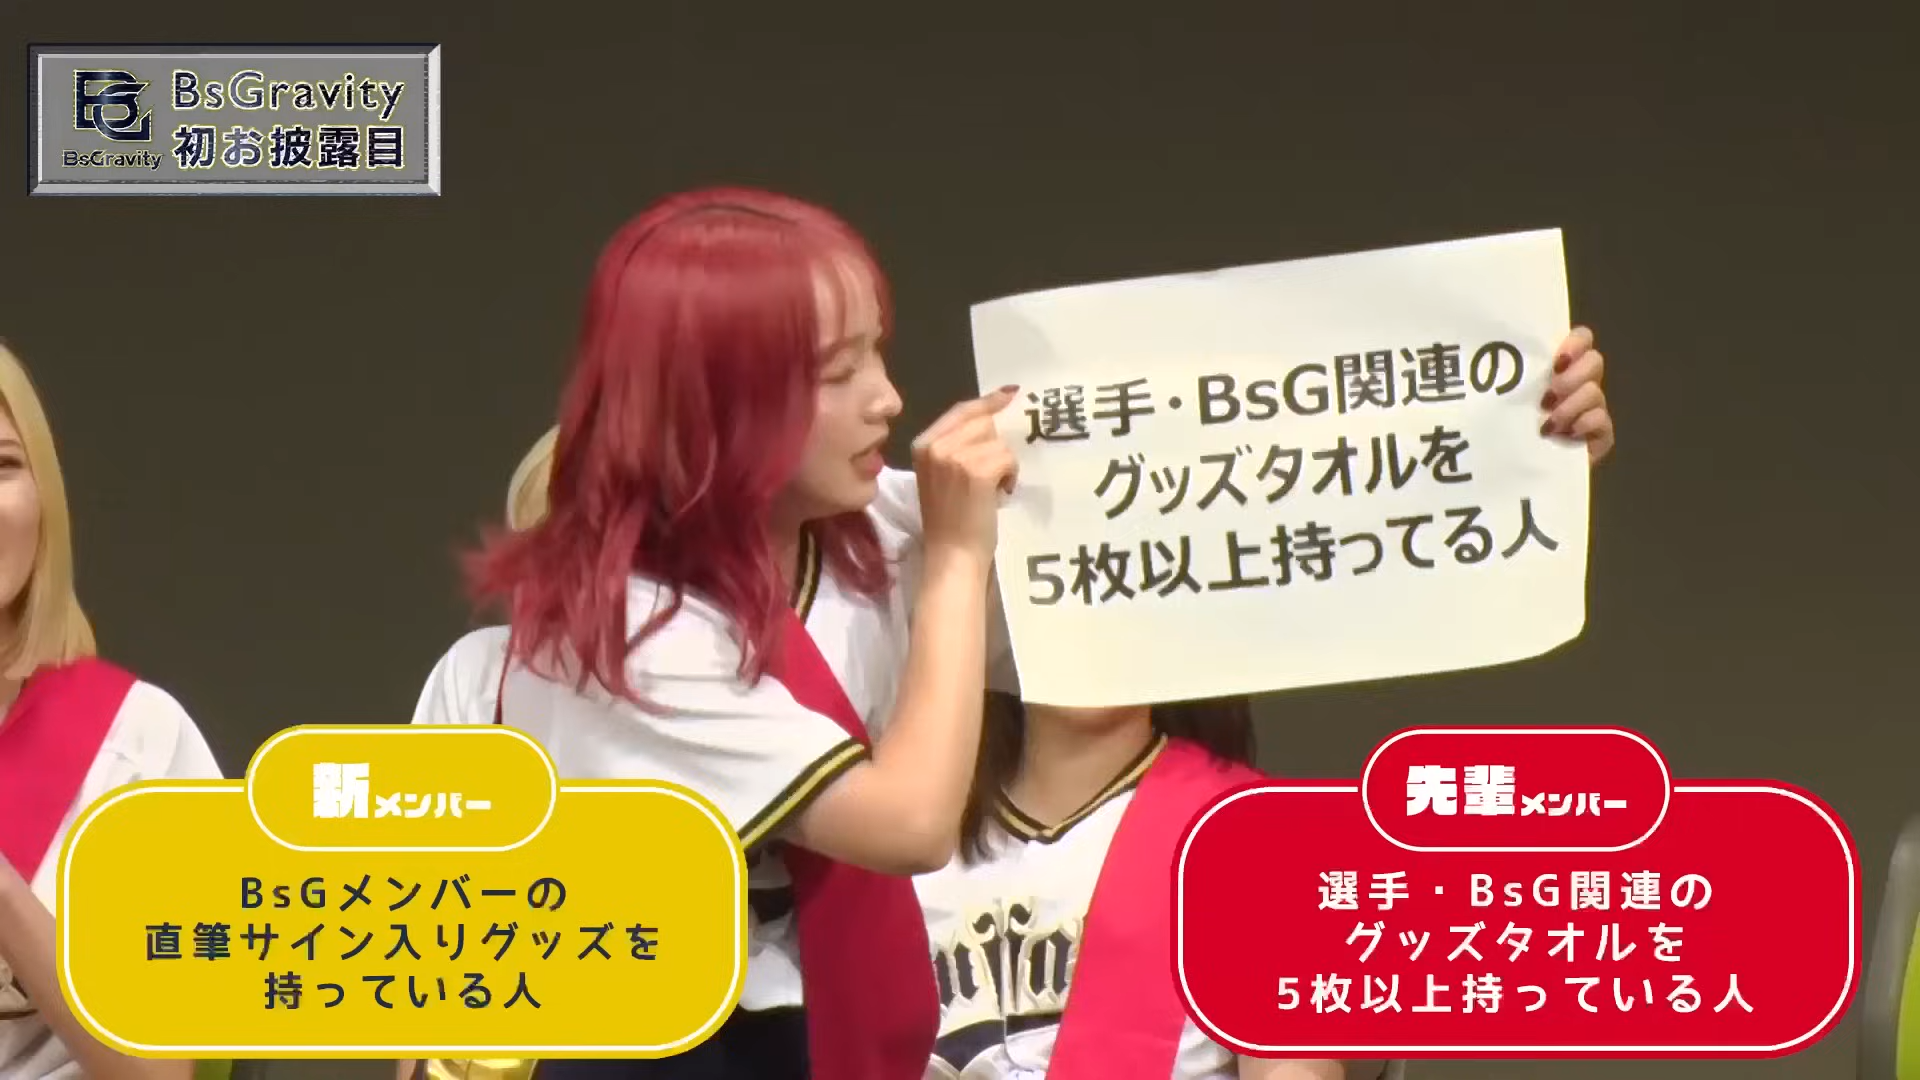 BsGravity
初お披露目
BsGravity
選手・BsG関連の
グッズタオルを
5枚以上持ってる人
新メンバー
BsGメンバーの
直筆サイン入りグッズを
持っている人
先輩メンバー
選手・BsG関連の
グッズタオルを
5枚以上持っている人